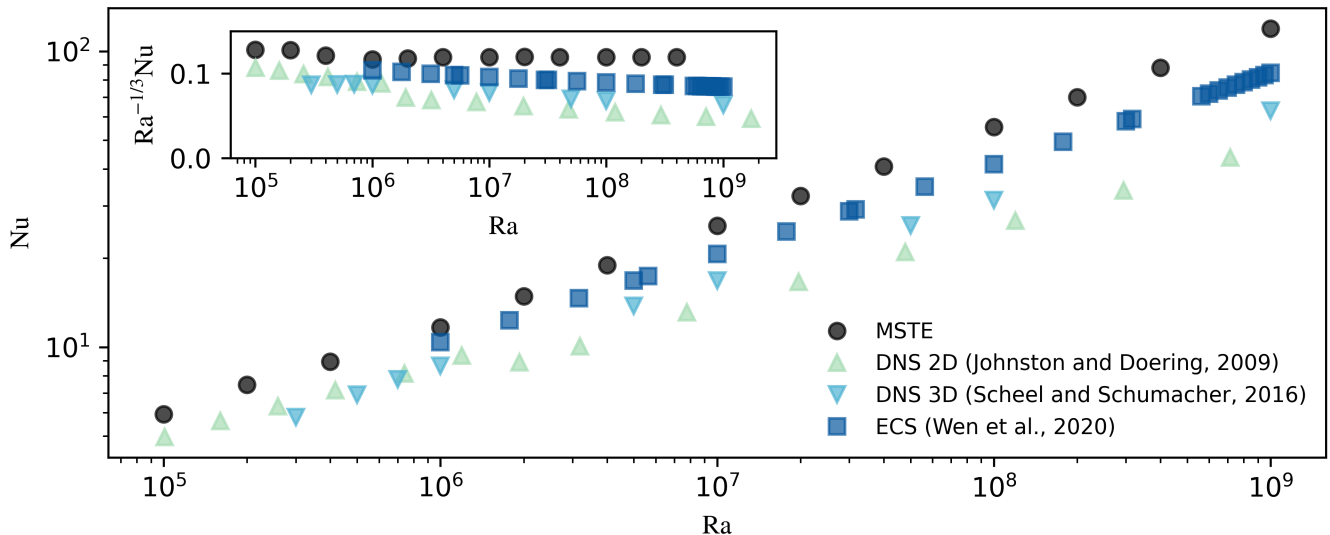 10²
10¹
Nu
Ra⁻¹/³Nu
0.1
0.0
10⁵ 10⁶ 10⁷ 10⁸ 10⁹
Ra
MSTE
DNS 2D (Johnston and Doering, 2009)
DNS 3D (Scheel and Schumacher, 2016)
ECS (Wen et al., 2020)
10⁵ 10⁶ 10⁷ 10⁸ 10⁹
Ra